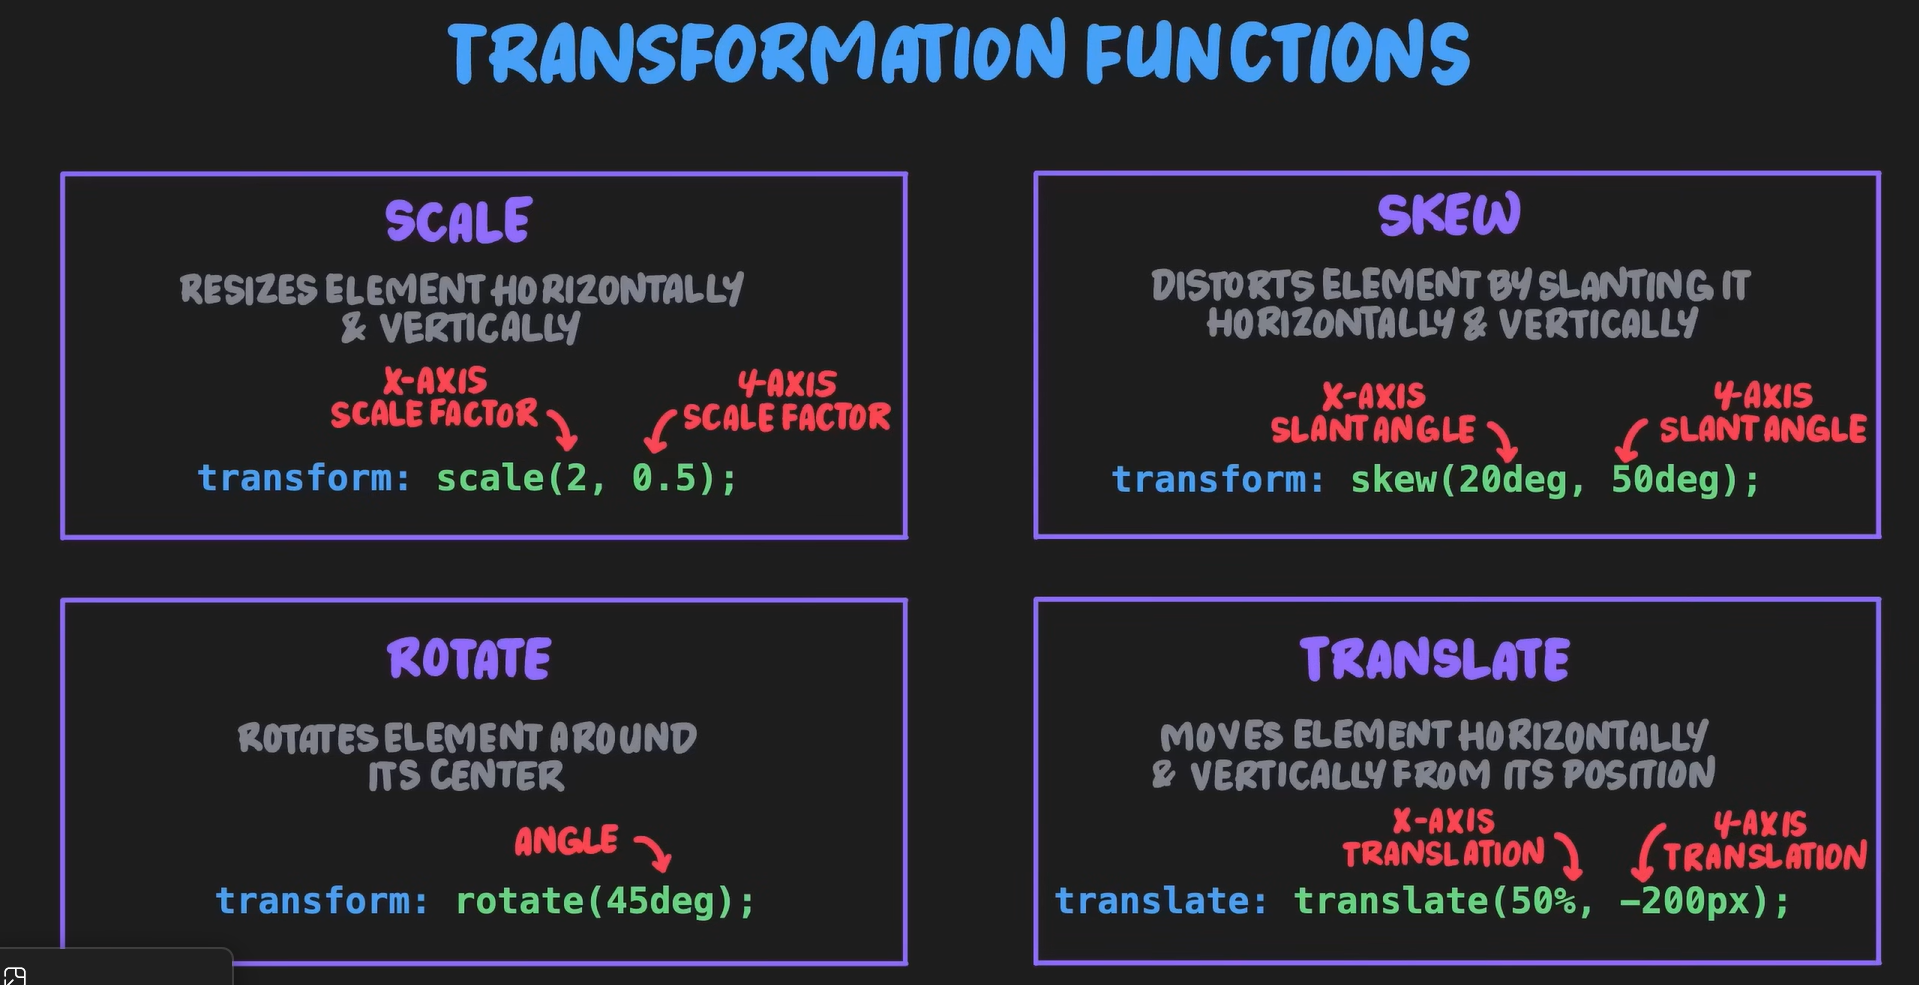 TRANSFORMATION FUNCTIONS
SCALE
RESIZES ELEMENT HORIZONTALLY
& VERTICALLY
X-AXIS
SCALE FACTOR
Y-AXIS
SCALE FACTOR
transform: scale(2, 0.5);
SKEW
DISTORTS ELEMENT BY SLANTING IT
HORIZONTALLY & VERTICALLY
X-AXIS
SLANT ANGLE
Y-AXIS
SLANT ANGLE
transform: skew(20deg, 50deg);
ROTATE
ROTATES ELEMENT AROUND
ITS CENTER
ANGLE
transform: rotate(45deg);
TRANSLATE
MOVES ELEMENT HORIZONTALLY
& VERTICALLY FROM ITS POSITION
X-AXIS
TRANSLATION
Y-AXIS
TRANSLATION
translate: translate(50%, -200px);